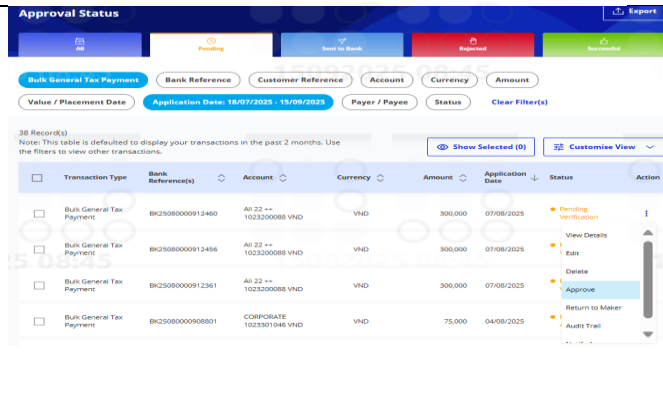 Approval Status
Export
All
Pending
Sent to Bank
Rejected
Successful
Bulk General Tax Payment
Bank Reference
Customer Reference
Account
Currency
Amount
Value / Placement Date
Application Date: 18/07/2025 - 15/09/2025
Payer / Payee
Status
Clear Filter(s)
38 Record(s)
Note: This table is defaulted to display your transactions in the past 2 months. Use
the filters to view other transactions.
Show Selected (0)
Customise View
Transaction Type
Bank
Reference(s)
Account
Currency
Amount
Application
Date
Status
Action
Bulk General Tax
Payment
BK25080000912460
All 22 ++
1023200088 VND
VND
300,000
07/08/2025
Pending
Verification
Bulk General Tax
Payment
BK25080000912456
All 22 ++
1023200088 VND
VND
300,000
07/08/2025
Bulk General Tax
Payment
BK25080000912361
All 22 ++
1023200088 VND
VND
300,000
07/08/2025
Bulk General Tax
Payment
BK25080000908801
CORPORATE
1023301046 VND
VND
75,000
04/08/2025
View Details
Edit
Delete
Approve
Return to Maker
Audit Trail